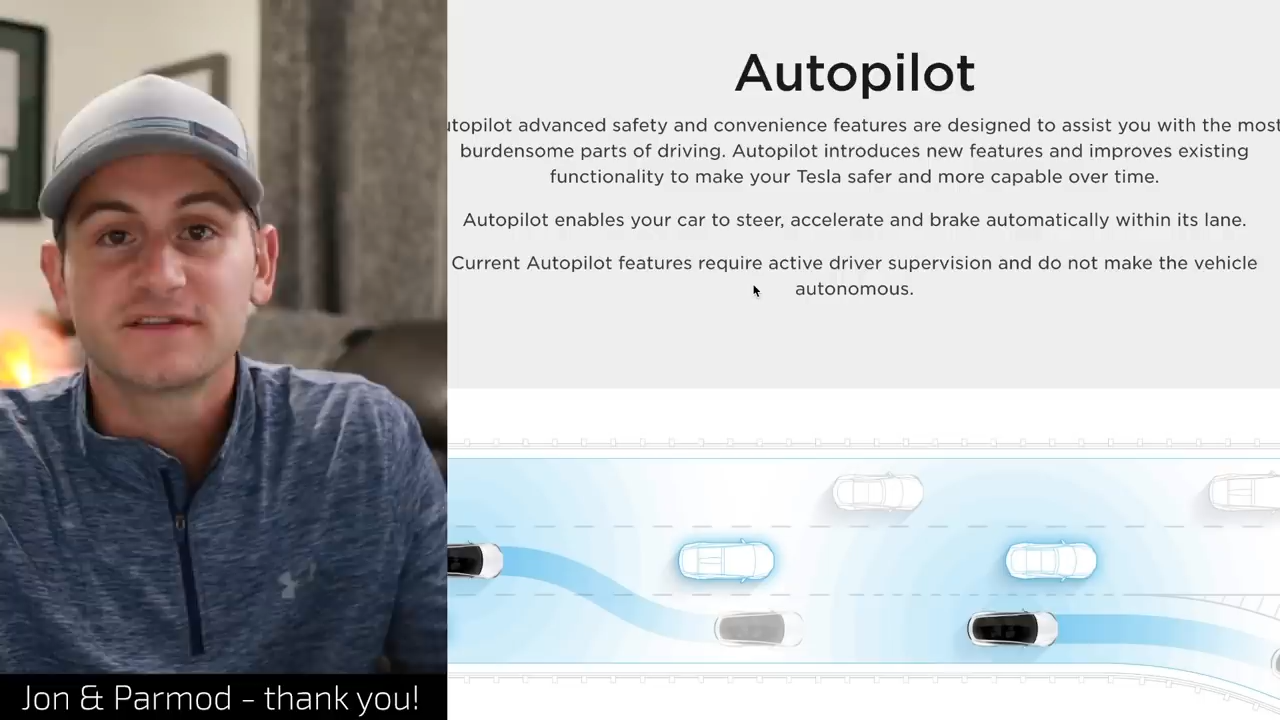 Autopilot
utopilot advanced safety and convenience features are designed to assist you with the most
burdensome parts of driving. Autopilot introduces new features and improves existing
functionality to make your Tesla safer and more capable over time.
Autopilot enables your car to steer, accelerate and brake automatically within its lane.
Current Autopilot features require active driver supervision and do not make the vehicle
autonomous.
Jon & Parmod - thank you!